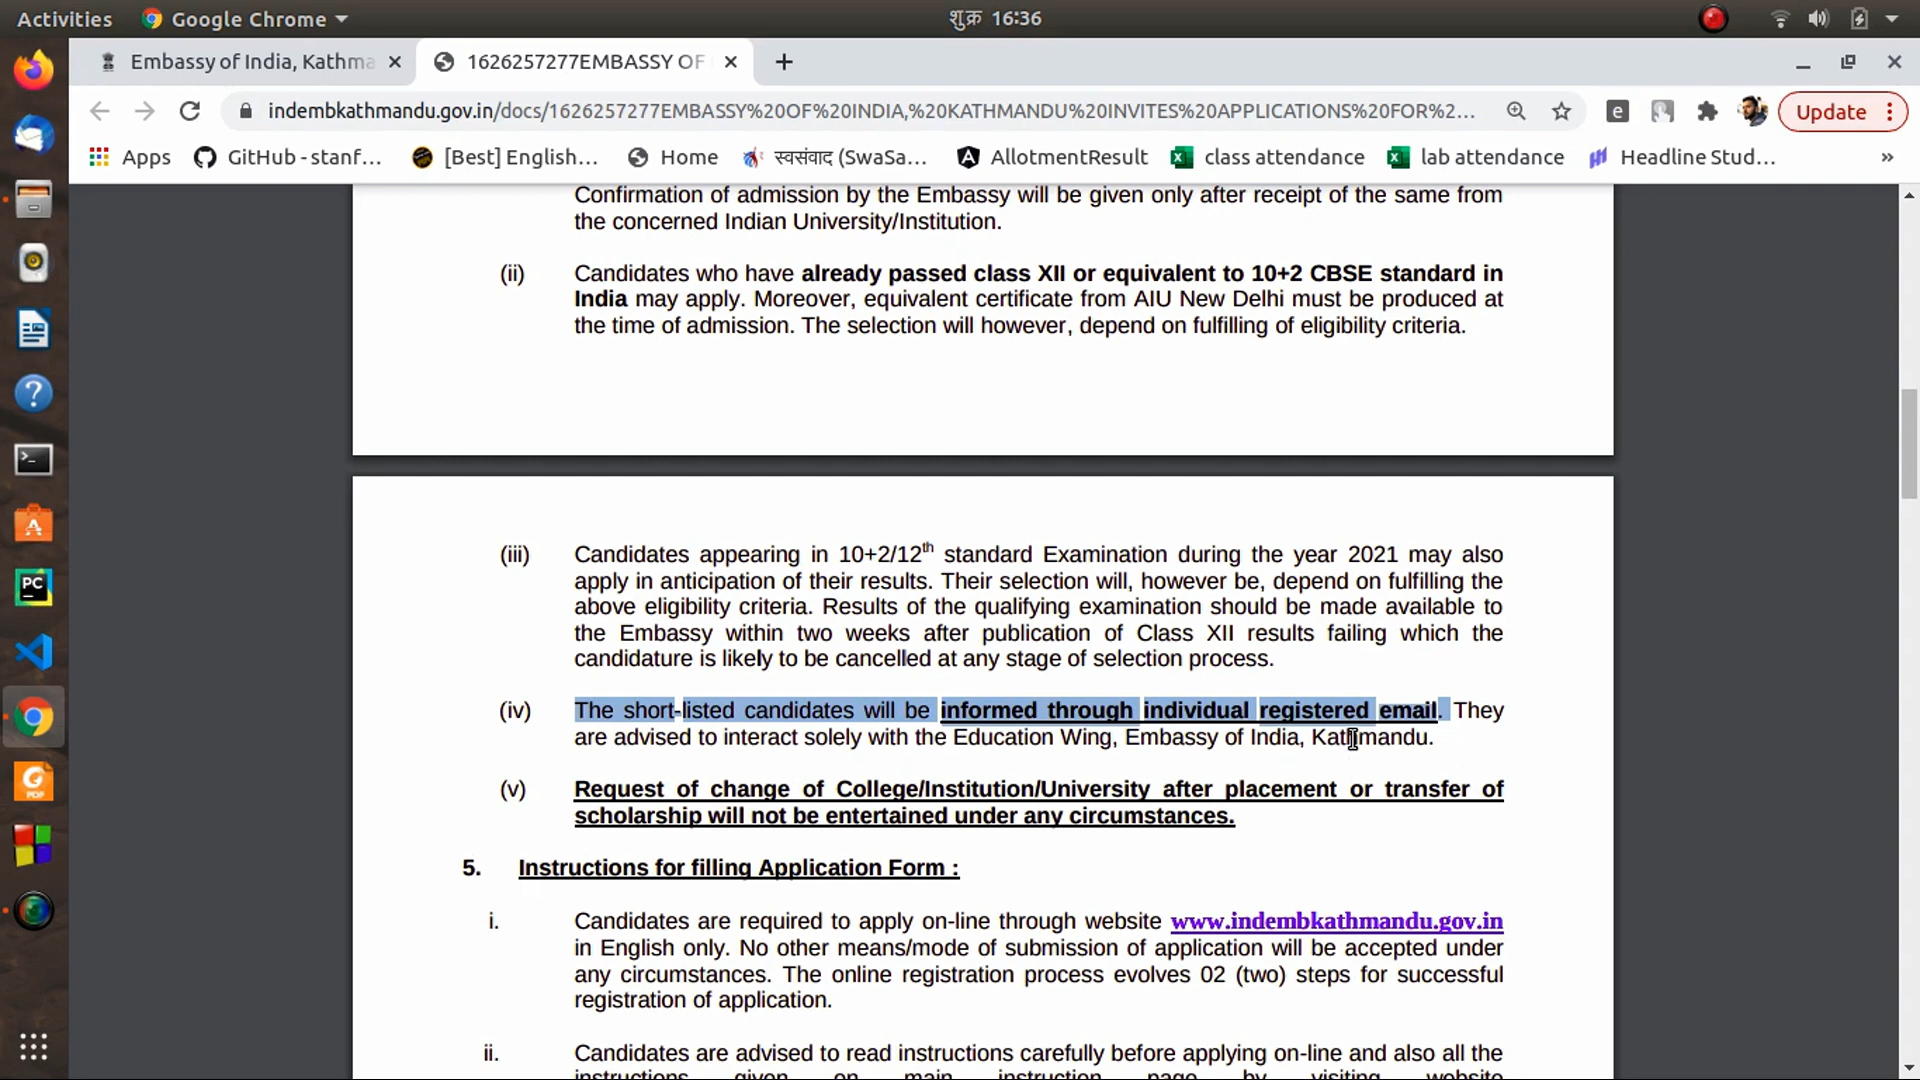 Activities
Google Chrome
शुक्र 16:36
Embassy of India, Kathma
1626257277EMBASSY OF
indembkathmandu.gov.in/docs/1626257277EMBASSY%20OF%20INDIA,%20KATHMANDU%20INVITES%20APPLICATIONS%20FOR%2...
Update
Apps
GitHub - stanf...
[Best] English...
Home
स्वसंवाद (SwaSa...
AllotmentResult
class attendance
lab attendance
Headline Stud...
»
Confirmation of admission by the Embassy will be given only after receipt of the same from
the concerned Indian University/Institution.
(ii) Candidates who have already passed class XII or equivalent to 10+2 CBSE standard in
India may apply. Moreover, equivalent certificate from AIU New Delhi must be produced at
the time of admission. The selection will however, depend on fulfilling of eligibility criteria.
(iii) Candidates appearing in 10+2/12th standard Examination during the year 2021 may also
apply in anticipation of their results. Their selection will, however be, depend on fulfilling the
above eligibility criteria. Results of the qualifying examination should be made available to
the Embassy within two weeks after publication of Class XII results failing which the
candidature is likely to be cancelled at any stage of selection process.
(iv) The short-listed candidates will be informed through individual registered email. They
are advised to interact solely with the Education Wing, Embassy of India, Kathmandu.
(v) Request of change of College/Institution/University after placement or transfer of
scholarship will not be entertained under any circumstances.
5. Instructions for filling Application Form :
i. Candidates are required to apply on-line through website www.indembkathmandu.gov.in
in English only. No other means/mode of submission of application will be accepted under
any circumstances. The online registration process evolves 02 (two) steps for successful
registration of application.
ii. Candidates are advised to read instructions carefully before applying on-line and also all the
instructions given on main instruction page by visiting website
PC
PDF